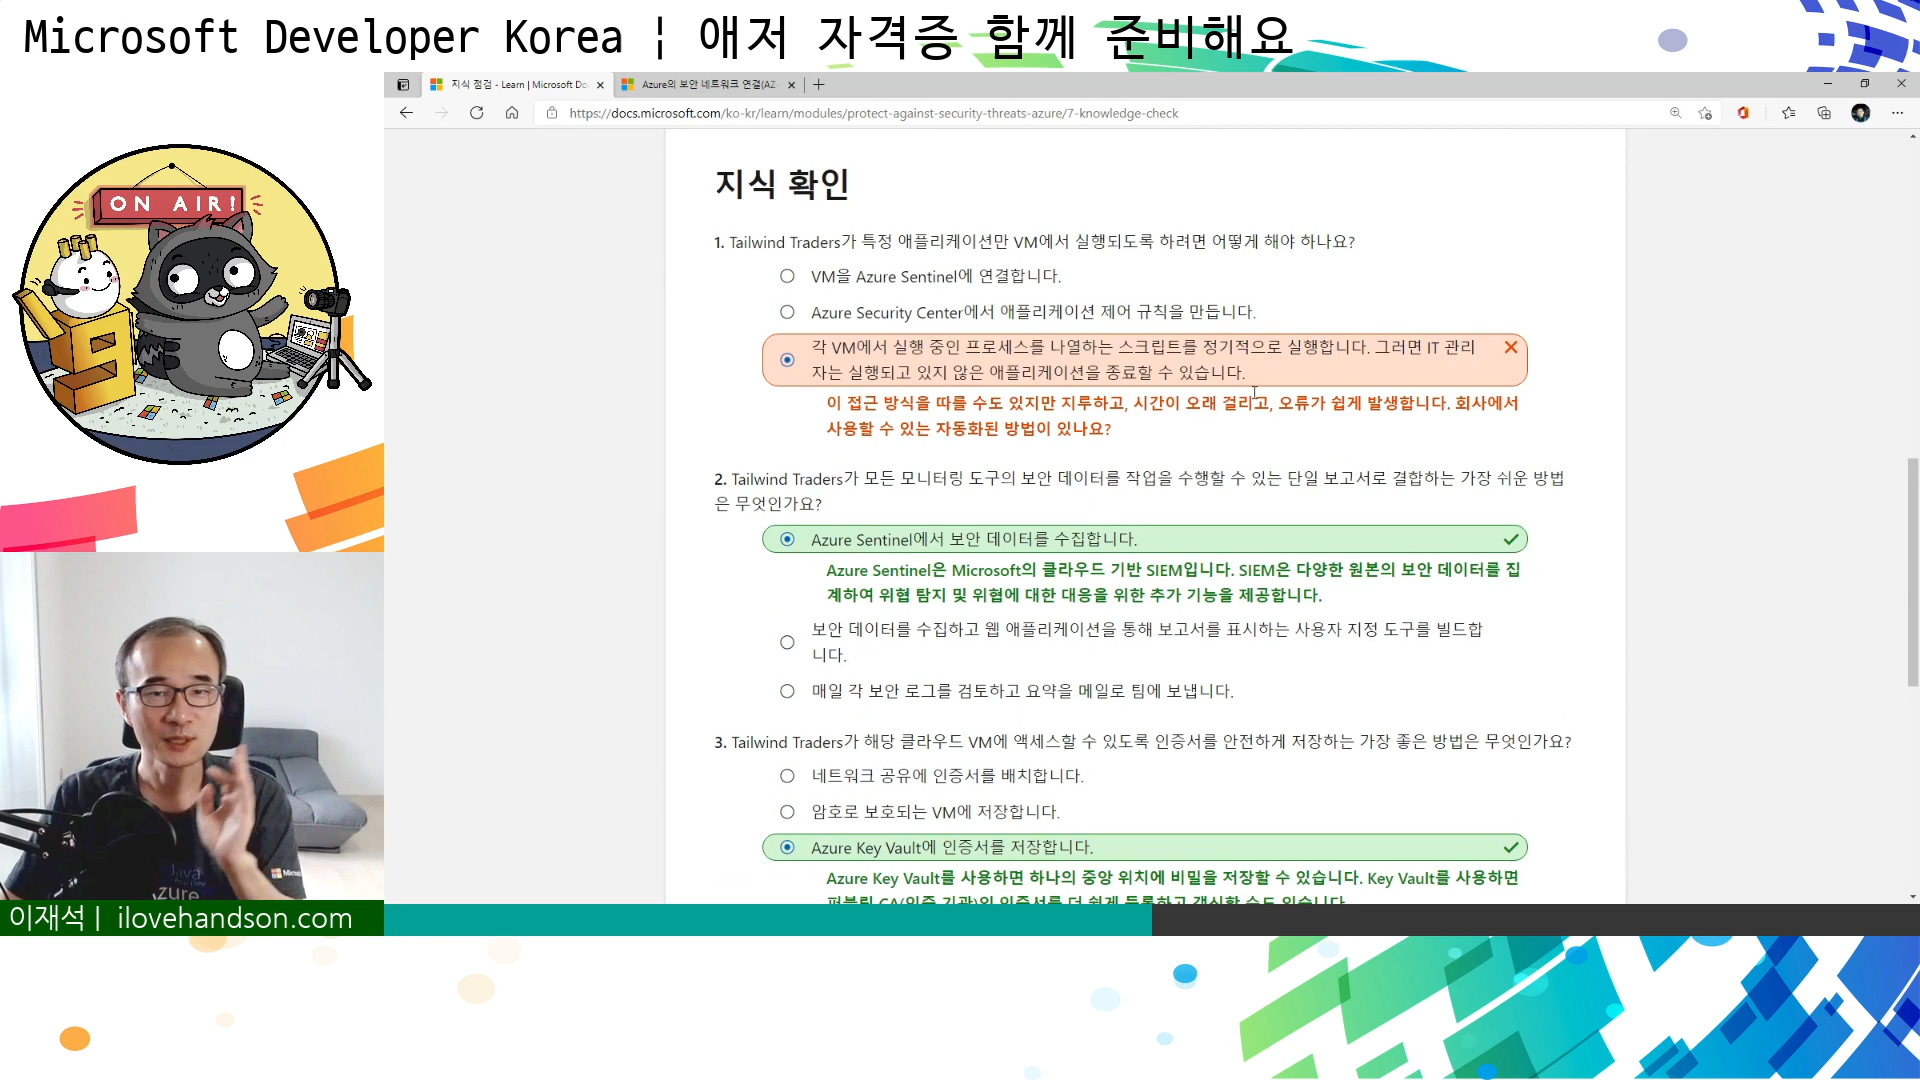 Microsoft Developer Korea | 애저 자격증 함께 준비해요
지식 점검 - Learn | Microsoft Do
Azure의 보안 네트워크 연결(AZ-
https://docs.microsoft.com/ko-kr/learn/modules/protect-against-security-threats-azure/7-knowledge-check
ON AIR!
지식 확인
1. Tailwind Traders가 특정 애플리케이션만 VM에서 실행되도록 하려면 어떻게 해야 하나요?
VM을 Azure Sentinel에 연결합니다.
Azure Security Center에서 애플리케이션 제어 규칙을 만듭니다.
각 VM에서 실행 중인 프로세스를 나열하는 스크립트를 정기적으로 실행합니다. 그러면 IT 관리
자는 실행되고 있지 않은 애플리케이션을 종료할 수 있습니다.
이 접근 방식을 따를 수도 있지만 지루하고, 시간이 오래 걸리고, 오류가 쉽게 발생합니다. 회사에서
사용할 수 있는 자동화된 방법이 있나요?
2. Tailwind Traders가 모든 모니터링 도구의 보안 데이터를 작업을 수행할 수 있는 단일 보고서로 결합하는 가장 쉬운 방법
은 무엇인가요?
Azure Sentinel에서 보안 데이터를 수집합니다.
Azure Sentinel은 Microsoft의 클라우드 기반 SIEM입니다. SIEM은 다양한 원본의 보안 데이터를 집
계하여 위협 탐지 및 위협에 대한 대응을 위한 추가 기능을 제공합니다.
보안 데이터를 수집하고 웹 애플리케이션을 통해 보고서를 표시하는 사용자 지정 도구를 빌드합
니다.
매일 각 보안 로그를 검토하고 요약을 메일로 팀에 보냅니다.
3. Tailwind Traders가 해당 클라우드 VM에 액세스할 수 있도록 인증서를 안전하게 저장하는 가장 좋은 방법은 무엇인가요?
네트워크 공유에 인증서를 배치합니다.
암호로 보호되는 VM에 저장합니다.
Azure Key Vault에 인증서를 저장합니다.
Azure Key Vault를 사용하면 하나의 중앙 위치에 비밀을 저장할 수 있습니다. Key Vault를 사용하면
퍼블릭 CA(인증 기관)의 인증서를 더 쉽게 등록하고 갱신할 수도 있습니다.
Java
Azure
이재석 | ilovehandson.com